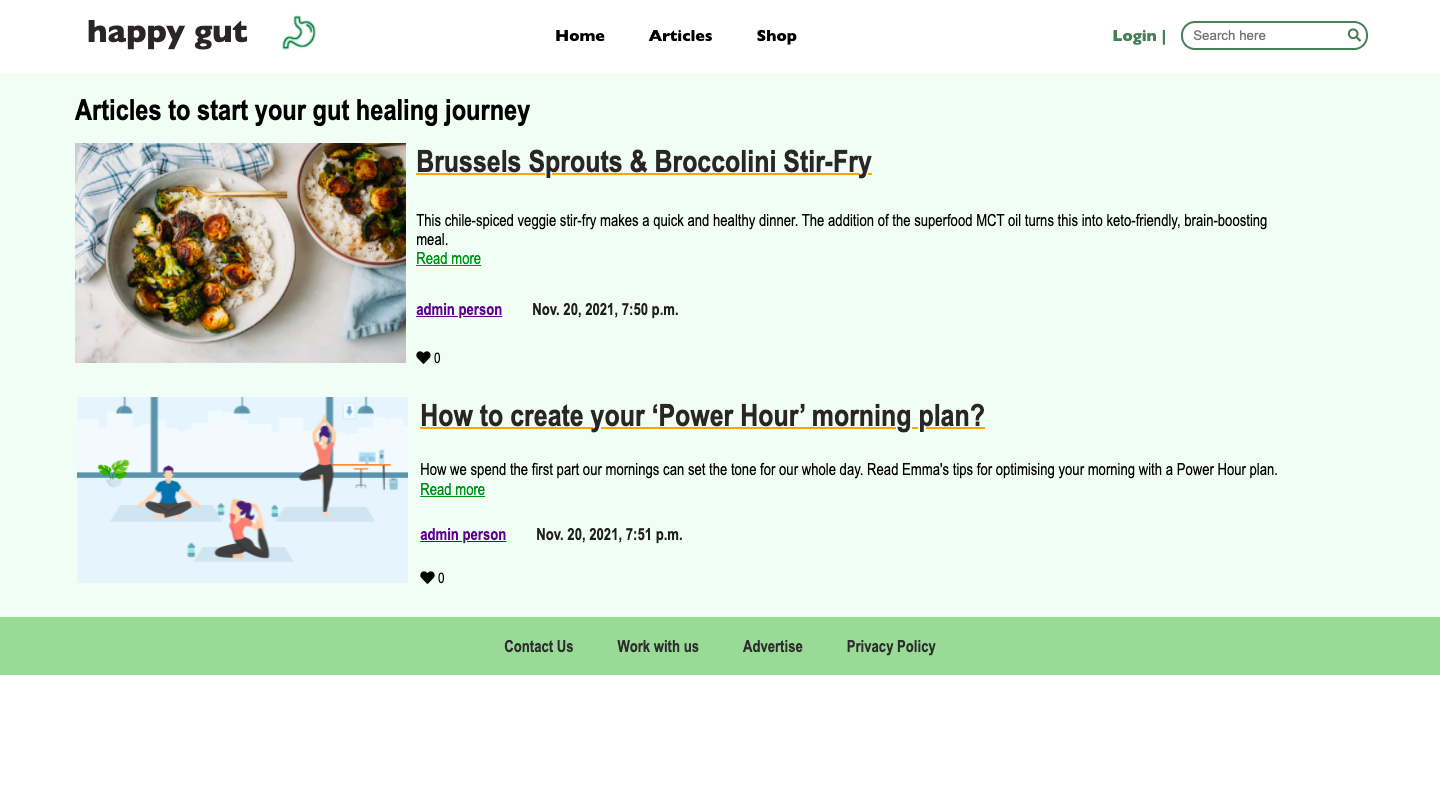 happy gut
Home Articles Shop
Login |
Search here
Articles to start your gut healing journey
Brussels Sprouts & Broccolini Stir-Fry
This chile-spiced veggie stir-fry makes a quick and healthy dinner. The addition of the superfood MCT oil turns this into keto-friendly, brain-boosting
meal.
Read more
admin person Nov. 20, 2021, 7:50 p.m.
0
How to create your ‘Power Hour’ morning plan?
How we spend the first part our mornings can set the tone for our whole day. Read Emma's tips for optimising your morning with a Power Hour plan.
Read more
admin person Nov. 20, 2021, 7:51 p.m.
0
Contact Us Work with us Advertise Privacy Policy